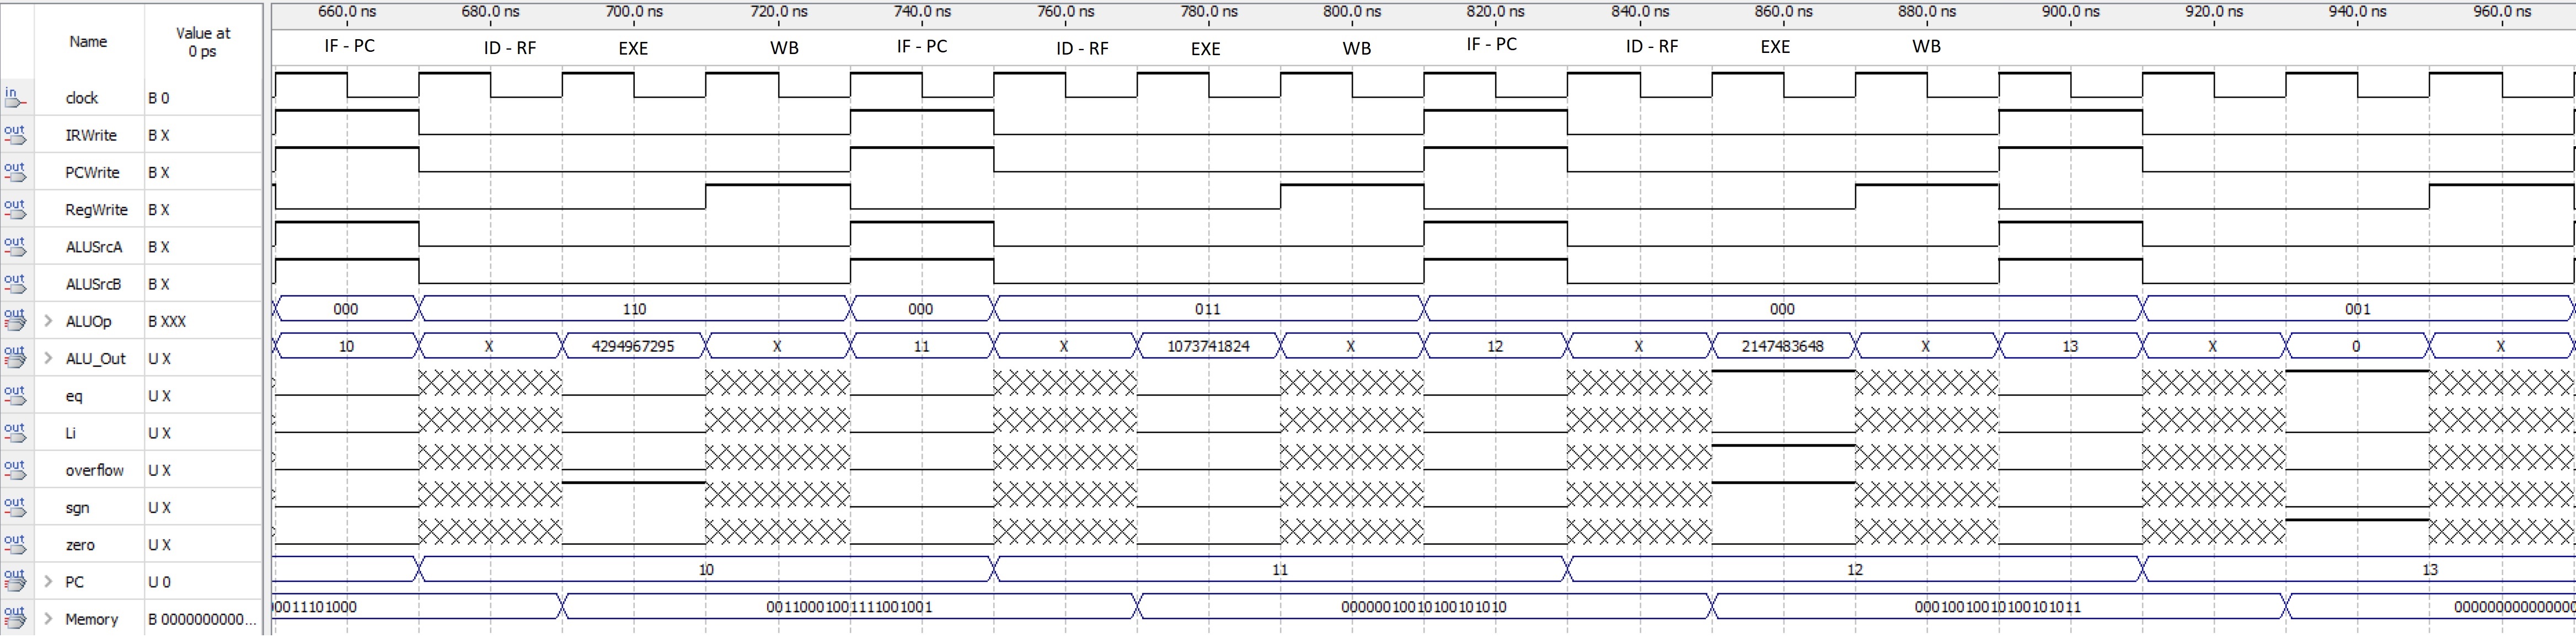 660.0 ns 680.0 ns 700.0 ns 720.0 ns 740.0 ns 760.0 ns 780.0 ns 800.0 ns 820.0 ns 840.0 ns 860.0 ns 880.0 ns 900.0 ns 920.0 ns 940.0 ns 960.0 ns
Name Value at
0 ps
IF - PC ID - RF EXE WB IF - PC ID - RF EXE WB IF - PC ID - RF EXE WB
in clock B 0
out IRWrite B X
out PCWrite B X
out RegWrite B X
out ALUSrcA B X
out ALUSrcB B X
out > ALUOp B XXX 000 110 000 011 000 001
out > ALU_Out U X 10 X 4294967295 X 11 X 1073741824 X 12 X 2147483648 X 13 X 0 X
out eq U X
out Li U X
out overflow U X
out sgn U X
out zero U X
out > PC U 0 10 11 12 13
out > Memory B 0000000000... 00011101000 00110001001111001001 00000010010100101010 00010010010100101011 0000000000000000